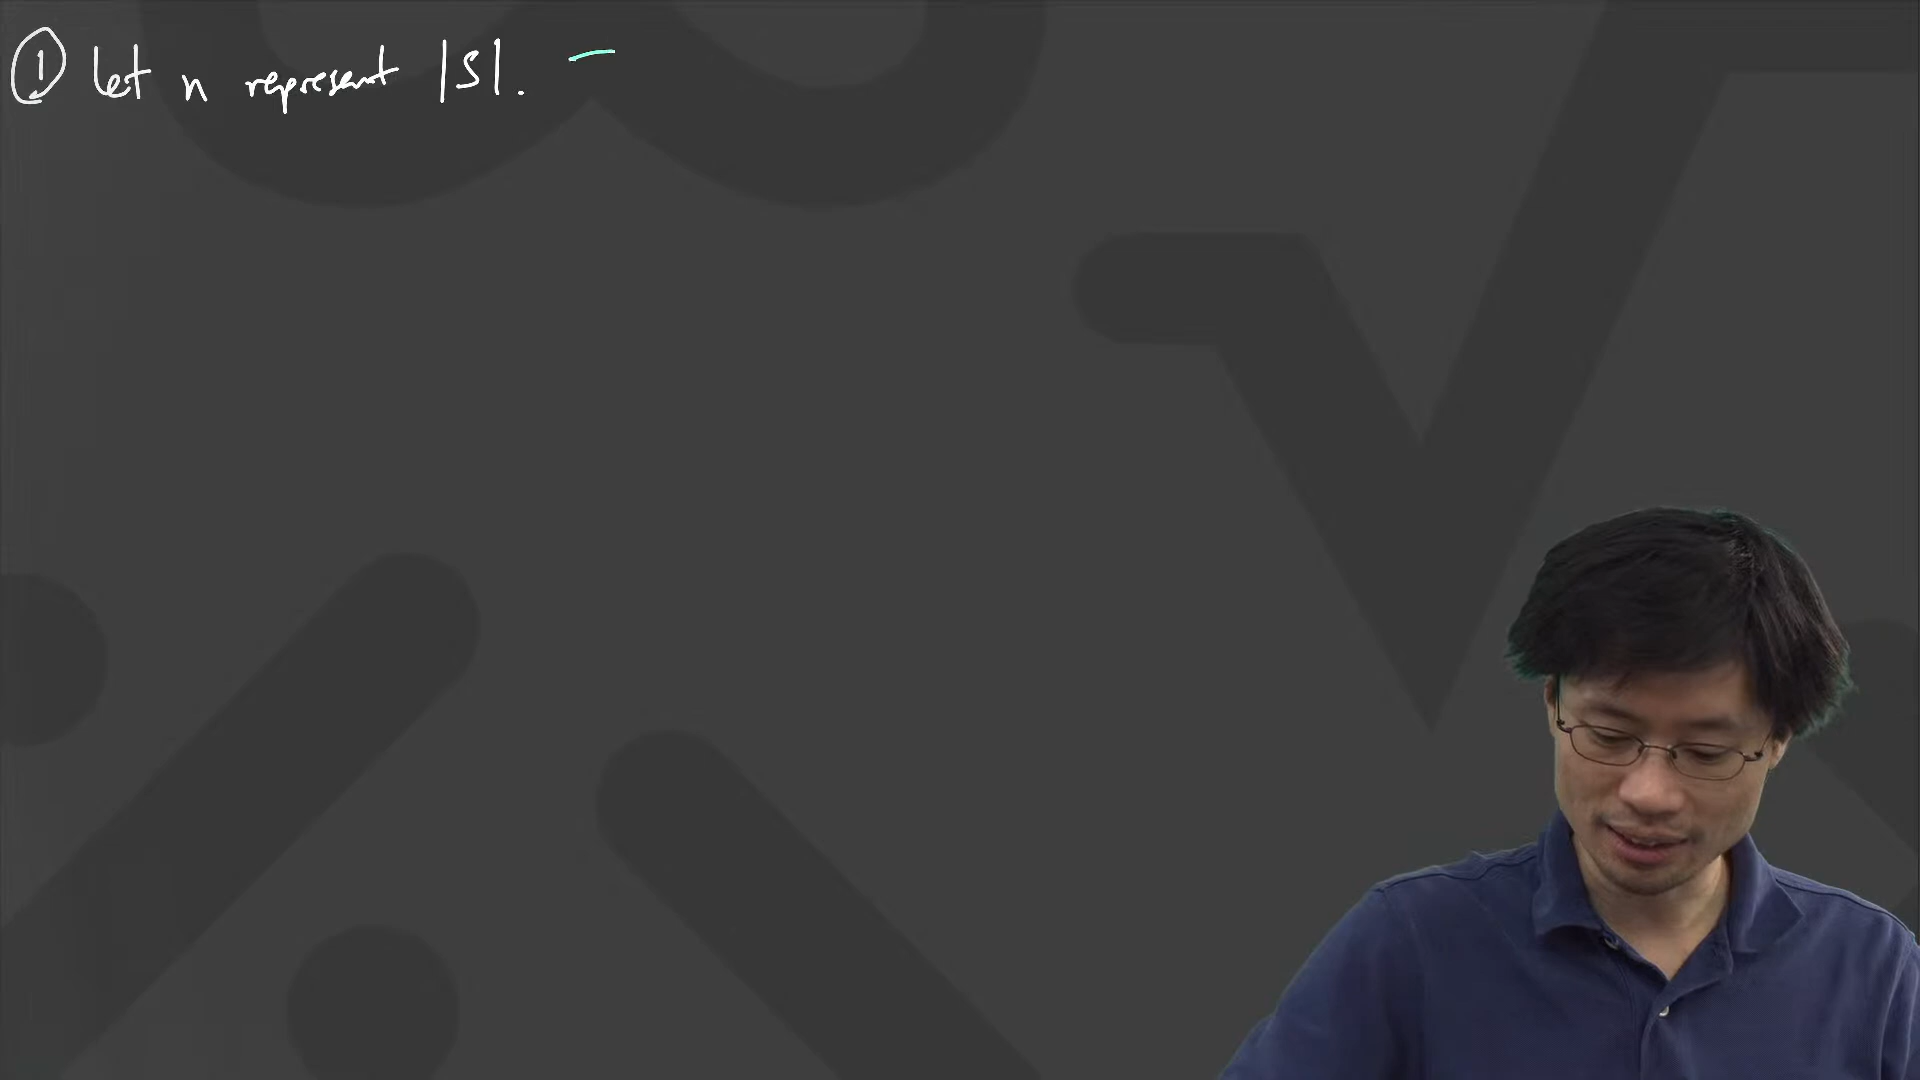 ① Let n represent |S|.